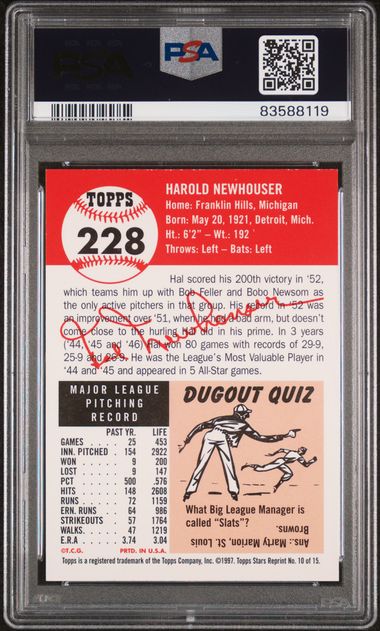 PSA
PSA
83588119
TOPPS
228
HAROLD NEWHOUSER
Home: Franklin Hills, Michigan
Born: May 20, 1921, Detroit, Mich.
Ht.: 6'2" - Wt.: 192
Throws: Left - Bats: Left
Hal scored his 200th victory in '52,
which teams him up with Bob Feller and Bobo Newsom as
the only active pitchers in that group. His record in '52 was
an improvement over '51, when he had a bad arm, but doesn't
come close to the hurling Hal did in his prime. In 3 years
('44, '45 and '46) Hal won 80 games with records of 29-9,
25-9 and 26-9. He was the League's Most Valuable Player in
'44 and '45 and appeared in 5 All-Star games.
Hal Newhouser
MAJOR LEAGUE
PITCHING
RECORD
PAST YR. LIFE
GAMES 25 453
INN. PITCHED 154 2922
WON 9 200
LOST 9 147
PCT 500 .576
HITS 148 2608
RUNS 72 1159
ERN. RUNS 64 986
STRIKEOUTS 57 1764
WALKS 47 1219
E.R.A. 3.74 3.04
©T.C.G. PRTD. IN U.S.A.
DUGOUT QUIZ
What Big League Manager is
called "Slats"?
Ans.: Marty Marion, St. Louis
Browns.
Topps is a registered trademark of The Topps Company, Inc. ©1997. Topps Stars Reprint No. 10 of 15.